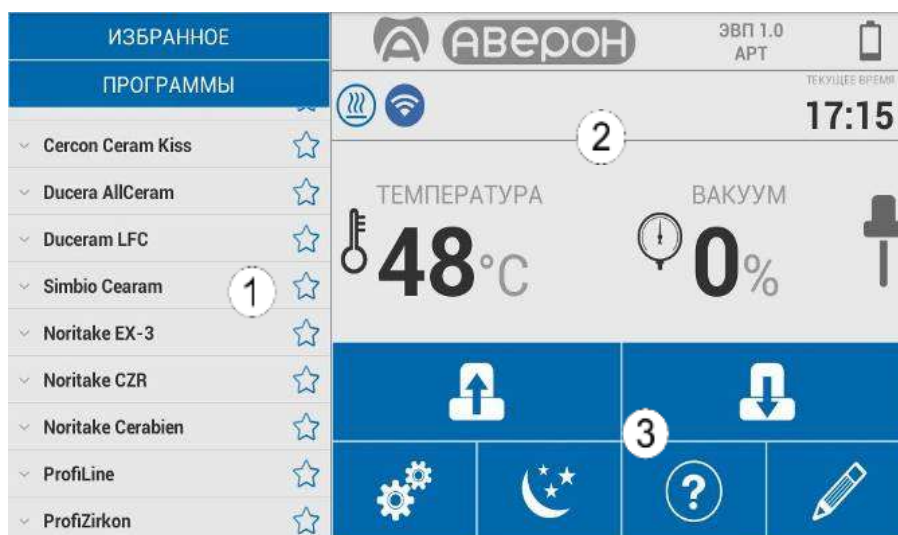 ИЗБРАННОЕ
ПРОГРАММЫ
Cercon Ceram Kiss
Ducera AllCeram
Duceram LFC
Simbio Cearam
Noritake EX-3
Noritake CZR
Noritake Cerabien
ProfiLine
ProfiZirkon
1
АВЕРОН
ЭВП 1.0
АРТ
ТЕКУЩЕЕ ВРЕМЯ
17:15
2
ТЕМПЕРАТУРА
48°C
ВАКУУМ
0%
3
?